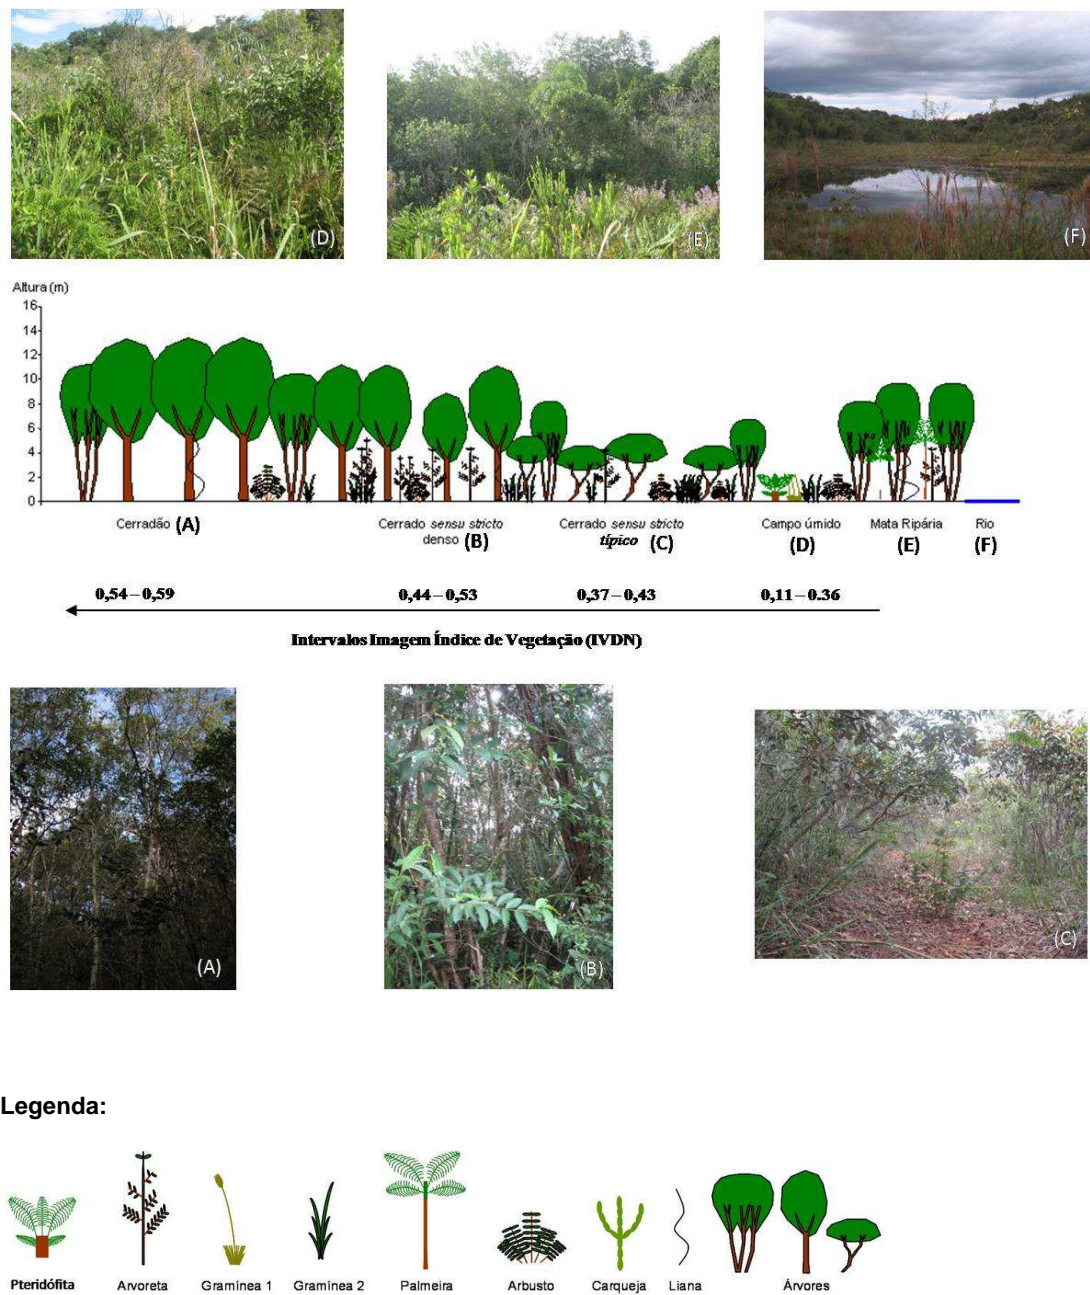 (D)
(E)
(F)
Altura (m)
16
14
12
10
8
6
4
2
0
Cerradão (A)
Cerrado sensu stricto
denso (B)
Cerrado sensu stricto
típico (C)
Campo úmido
(D)
Mata Ripária
(E)
Rio
(F)
0,54 – 0,59
0,44 – 0,53
0,37 – 0,43
0,11 – 0.36
Intervalos Imagem Índice de Vegetação (IVDN)
(A)
(B)
(C)
Legenda:
Pteridófita
Arvoreta
Gramínea 1
Gramínea 2
Palmeira
Arbusto
Carqueja
Liana
Árvores